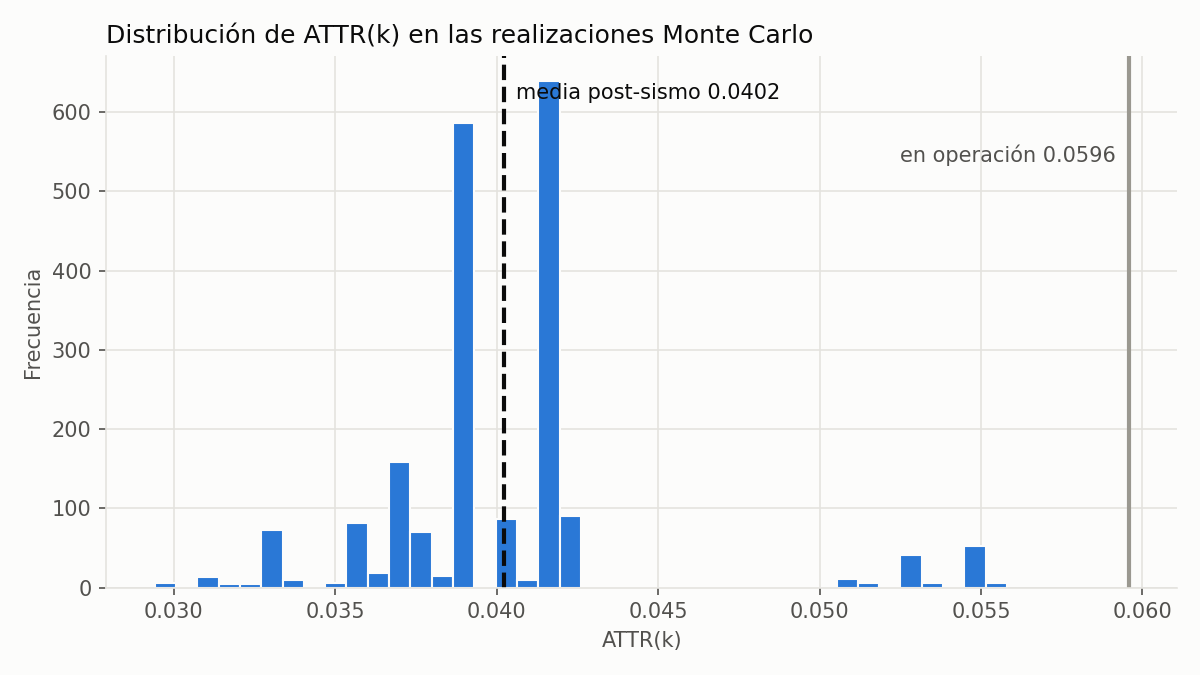 Distribución de ATTR(k) en las realizaciones Monte Carlo
media post-sismo 0.0402
en operación 0.0596
Frecuencia
600
500
400
300
200
100
0
0.030 0.035 0.040 0.045 0.050 0.055 0.060
ATTR(k)